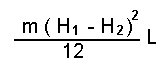 m ( H₁ - H₂ )²
12 L